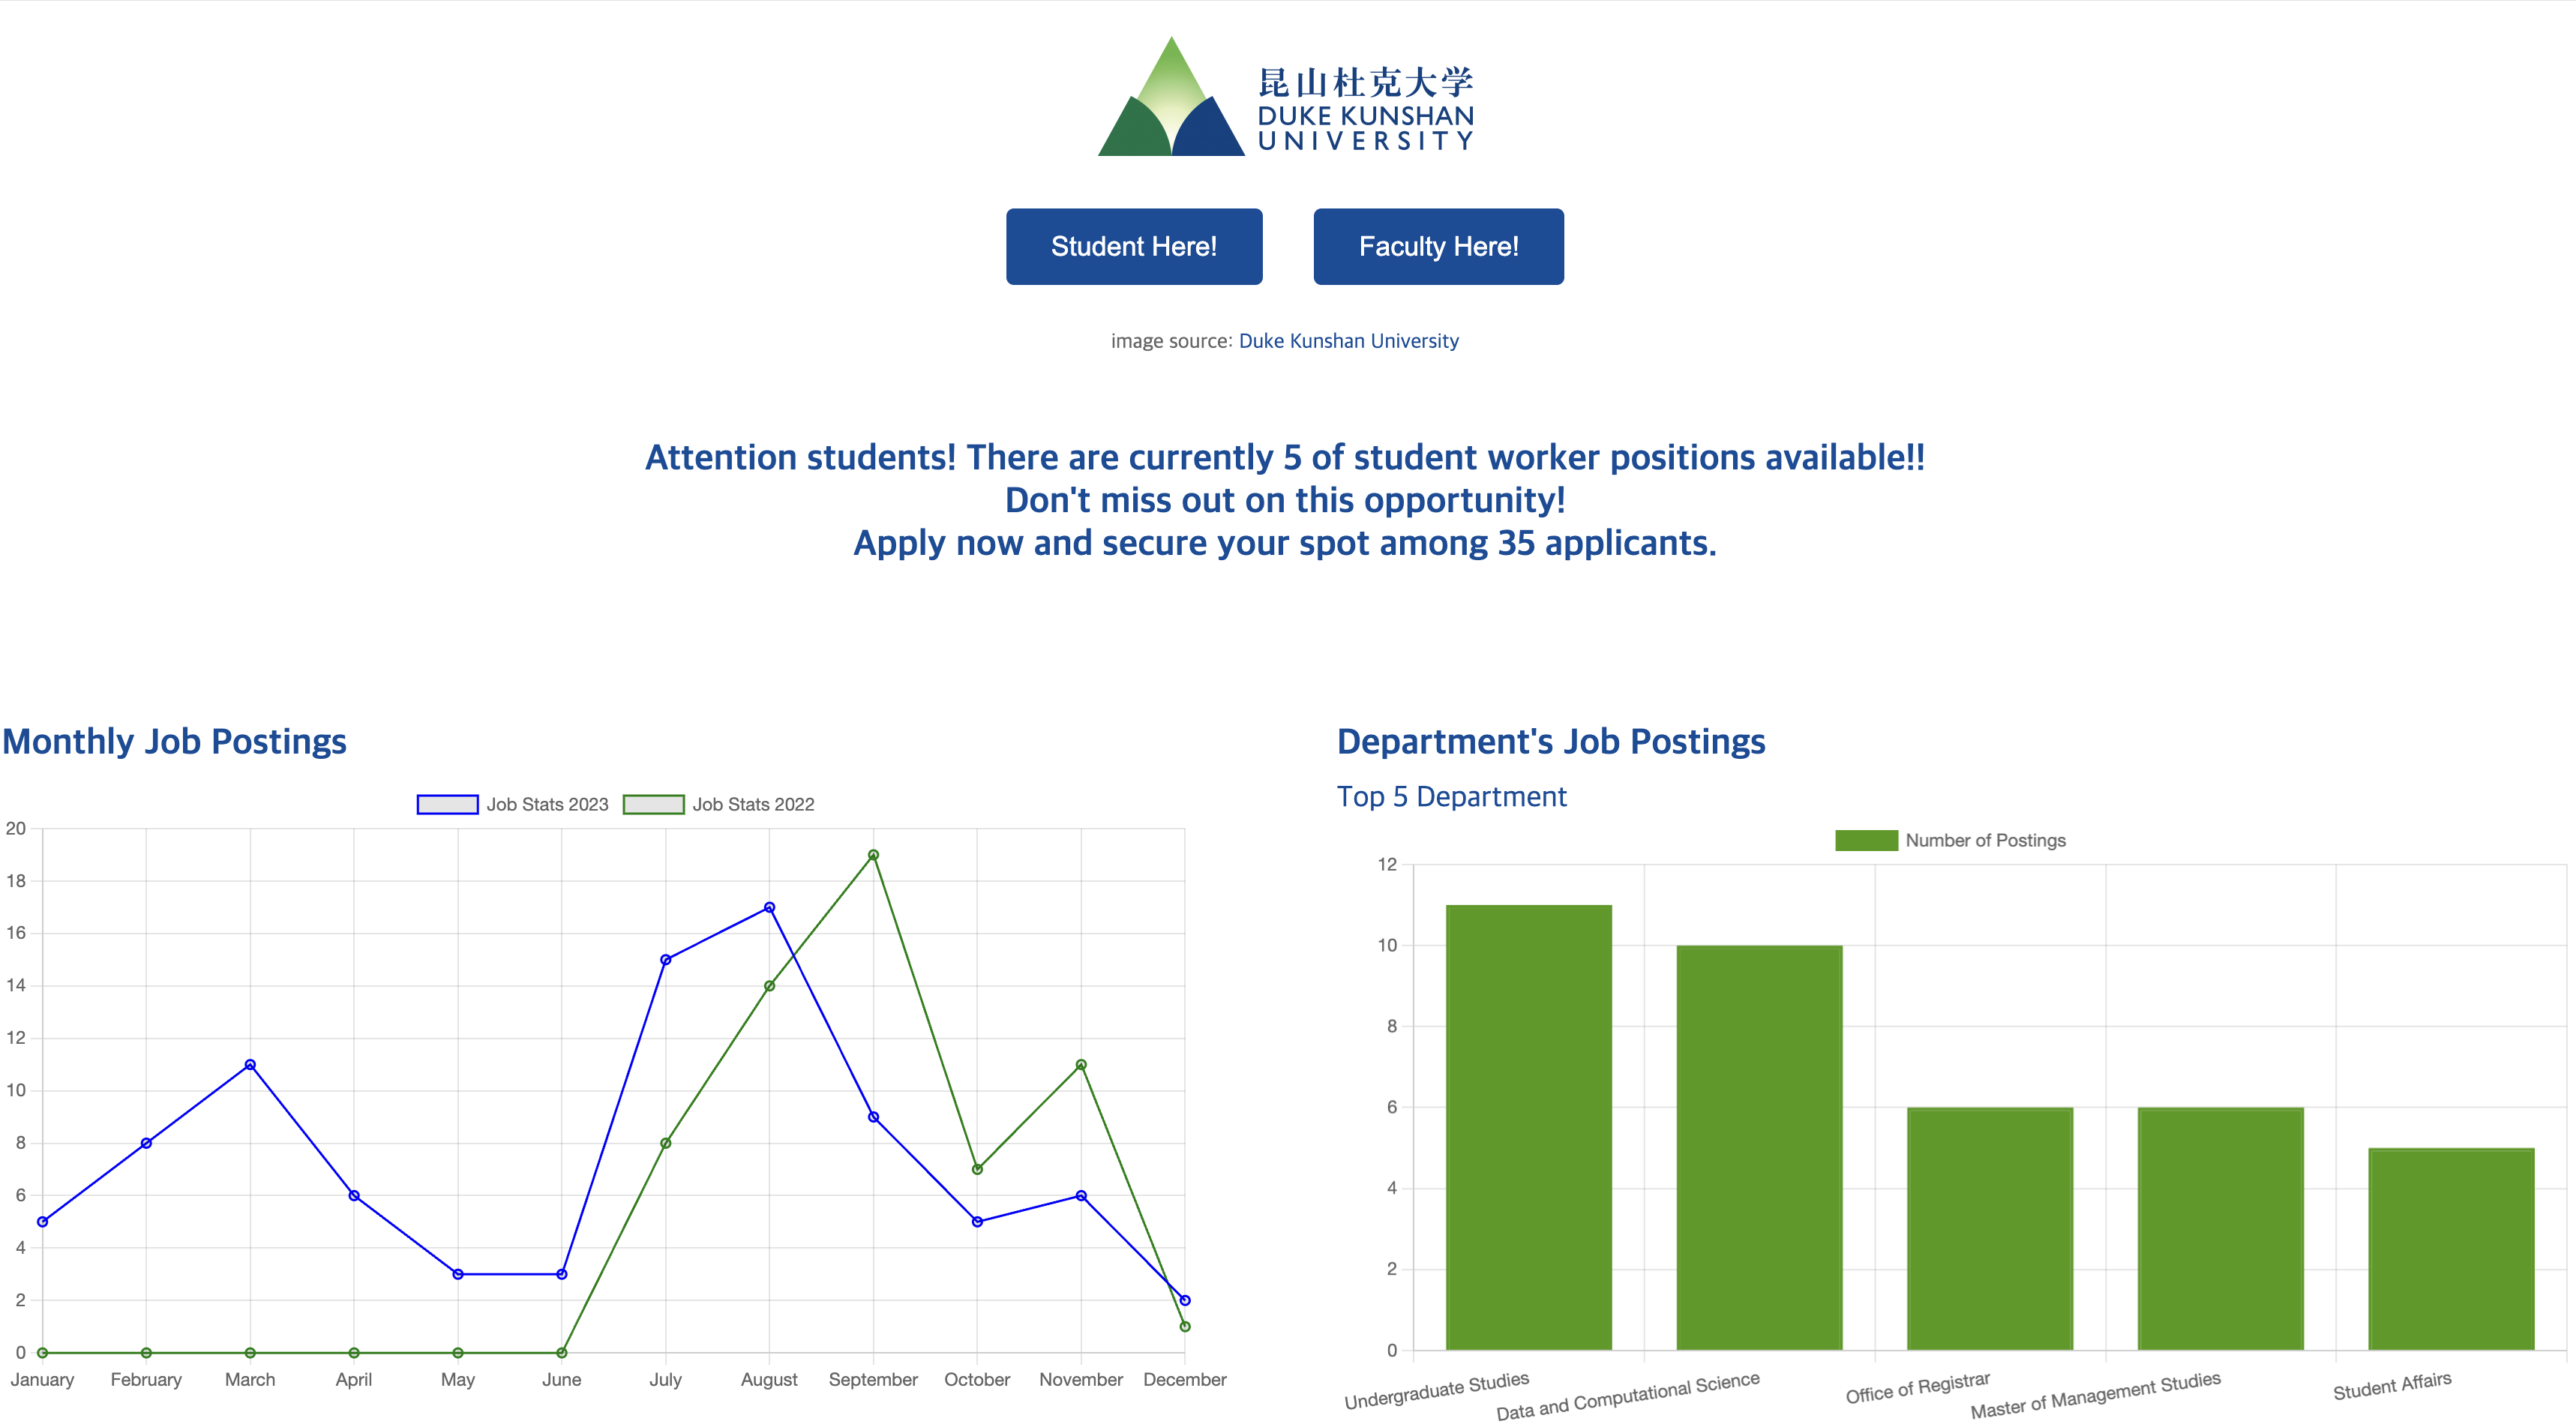 昆山杜克大学
DUKE KUNSHAN
UNIVERSITY
Student Here!
Faculty Here!
image source: Duke Kunshan University
Attention students! There are currently 5 of student worker positions available!!
Don't miss out on this opportunity!
Apply now and secure your spot among 35 applicants.
Monthly Job Postings
Job Stats 2023
Job Stats 2022
20
18
16
14
12
10
8
6
4
2
0
January
February
March
April
May
June
July
August
September
October
November
December
Department's Job Postings
Top 5 Department
Number of Postings
12
10
8
6
4
2
0
Undergraduate Studies
Data and Computational Science
Office of Registrar
Master of Management Studies
Student Affairs